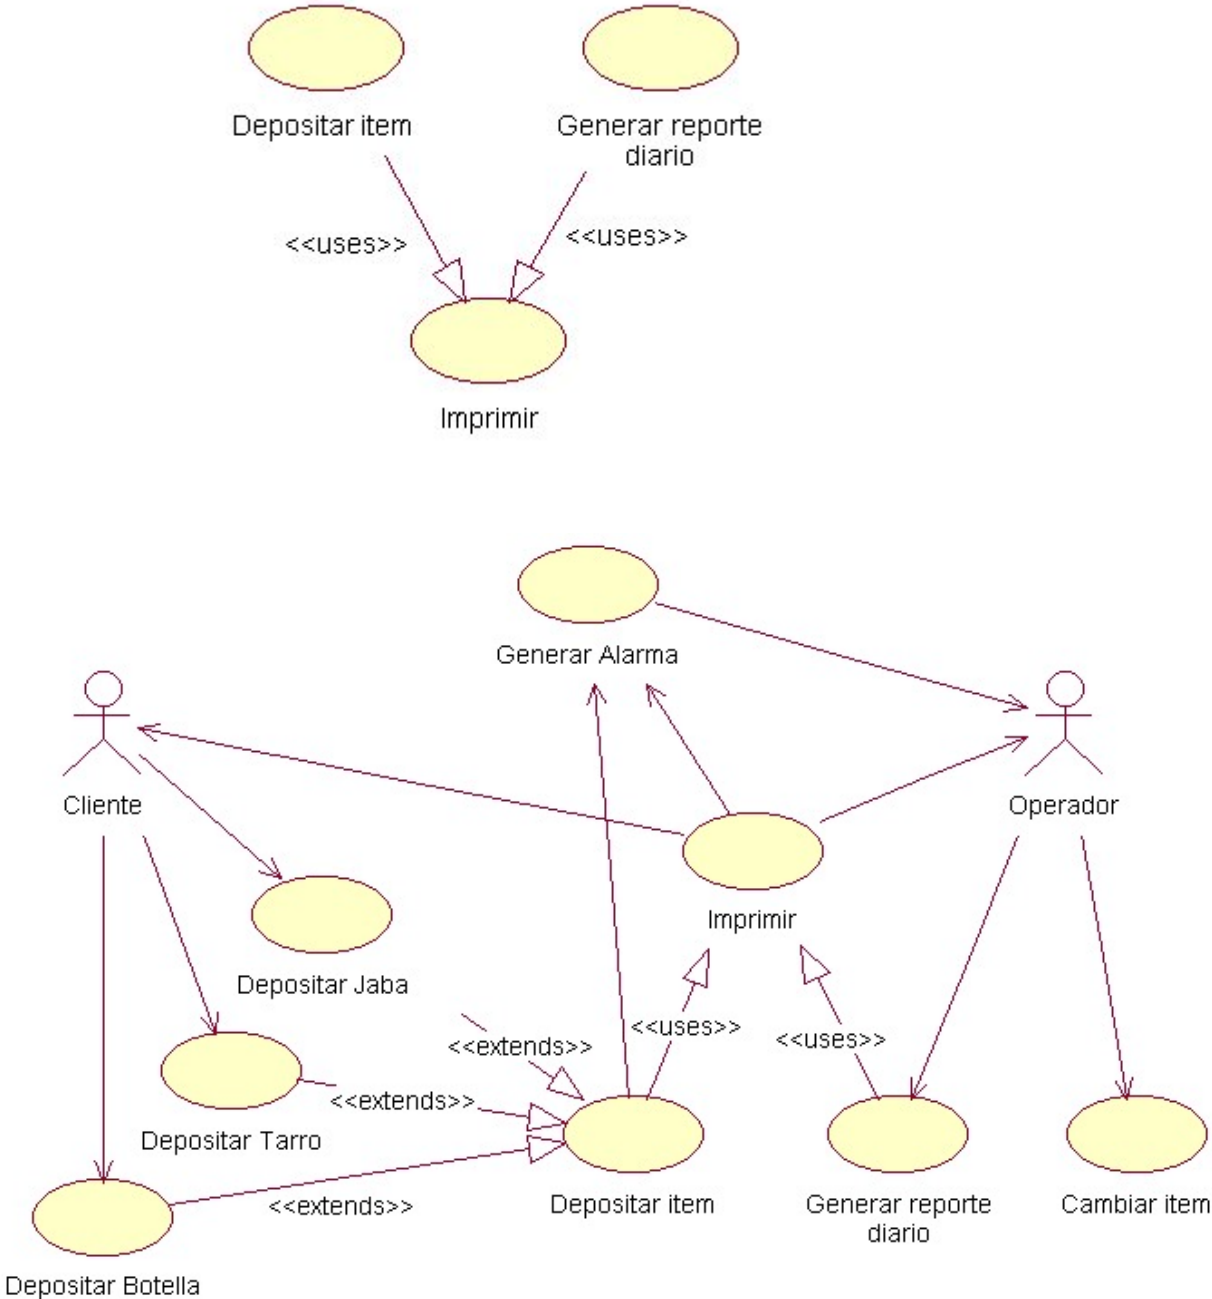 Depositar item
Generar reporte
diario
<<uses>>
<<uses>>
Imprimir
Generar Alarma
Cliente
Operador
Imprimir
Depositar Jaba
<<uses>>
<<uses>>
<<extends>>
<<extends>>
Depositar Tarro
<<extends>>
Depositar item
Generar reporte
diario
Cambiar item
Depositar Botella